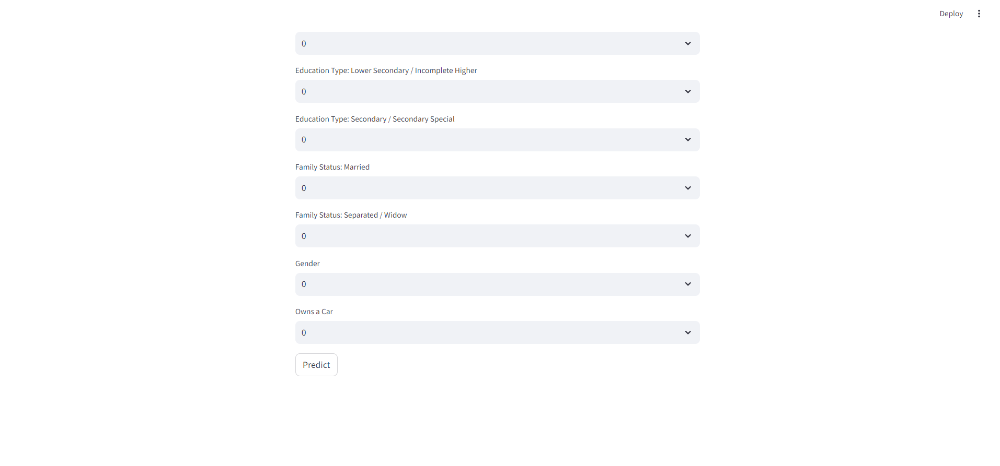 Deploy
0
Education Type: Lower Secondary / Incomplete Higher
0
Education Type: Secondary / Secondary Special
0
Family Status: Married
0
Family Status: Separated / Widow
0
Gender
0
Owns a Car
0
Predict